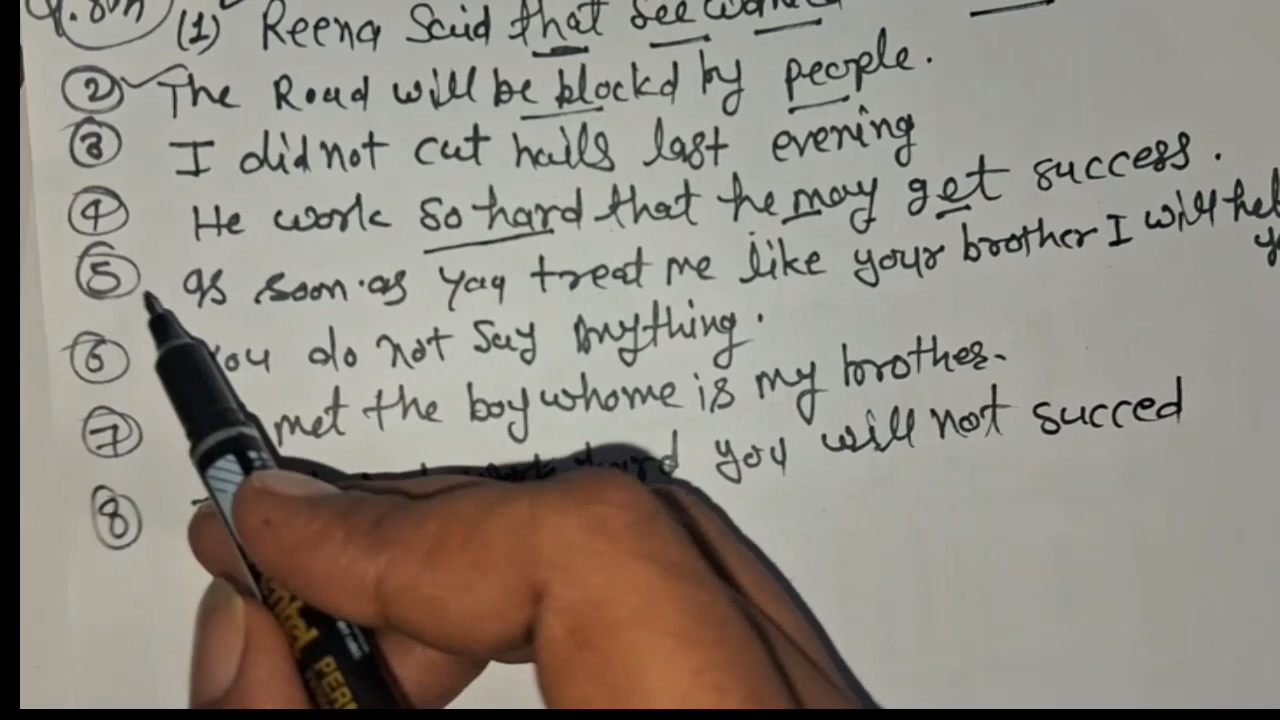 (1) Reena Said that See
② The Road will be blockd by people.
③ I did not cut nails last evening
④ He work so hard that he may get success.
⑤ as soon as you treat me like your brother I will hel
⑥ You do not say anything.
⑦ met the boy whome is my brother.
⑧ hard you will not succed
PER